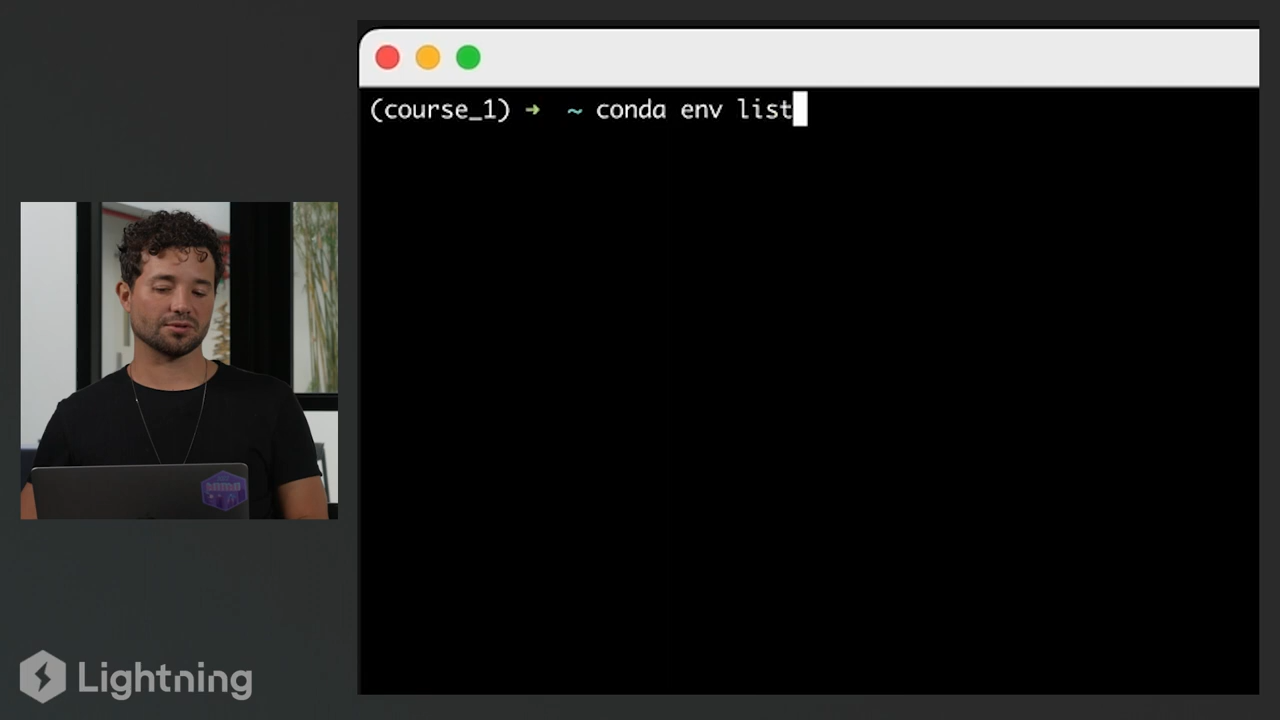 (course_1) ➜ ~ conda env list
Lightning